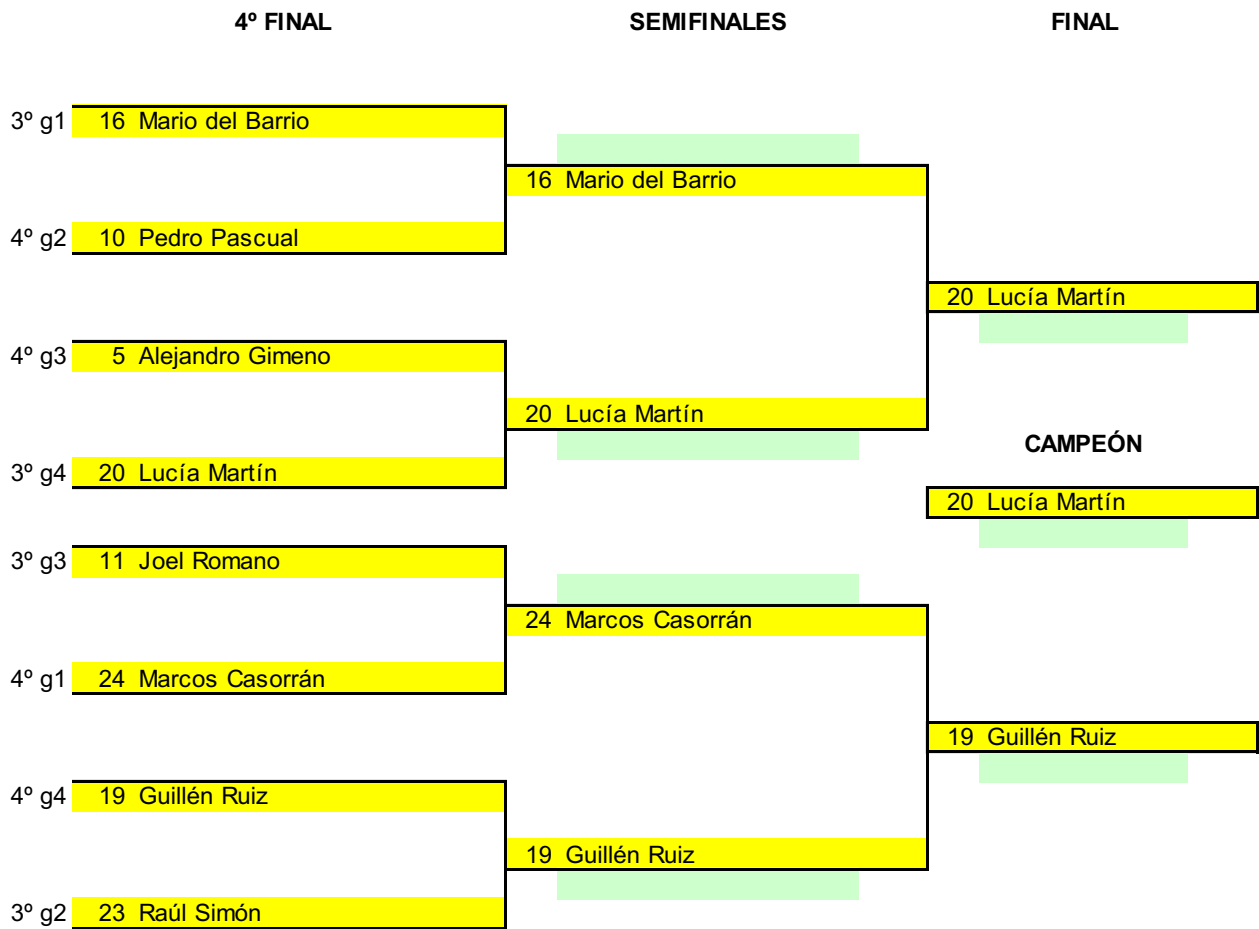 4º FINAL SEMIFINALES FINAL
3º g1 16 Mario del Barrio
16 Mario del Barrio
4º g2 10 Pedro Pascual
20 Lucía Martín
4º g3 5 Alejandro Gimeno
20 Lucía Martín
CAMPEÓN
3º g4 20 Lucía Martín
20 Lucía Martín
3º g3 11 Joel Romano
24 Marcos Casorrán
4º g1 24 Marcos Casorrán
19 Guillén Ruiz
4º g4 19 Guillén Ruiz
19 Guillén Ruiz
3º g2 23 Raúl Simón